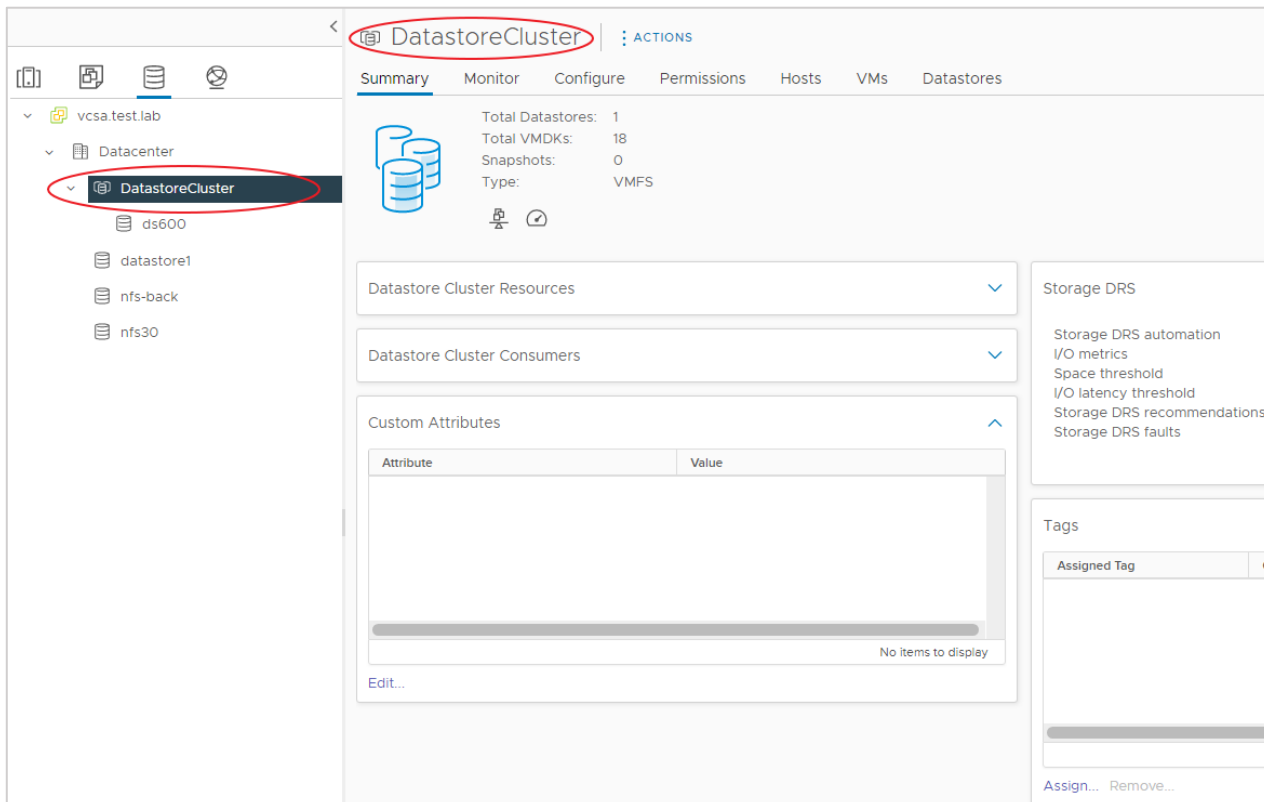 DatastoreCluster
ACTIONS
Summary Monitor Configure Permissions Hosts VMs Datastores
vcsa.test.lab
Datacenter
DatastoreCluster
ds600
datastore1
nfs-back
nfs30
Total Datastores: 1
Total VMDKs: 18
Snapshots: 0
Type: VMFS
Datastore Cluster Resources
Datastore Cluster Consumers
Custom Attributes
Attribute Value
No items to display
Edit...
Storage DRS
Storage DRS automation
I/O metrics
Space threshold
I/O latency threshold
Storage DRS recommendations
Storage DRS faults
Tags
Assigned Tag
Assign... Remove...